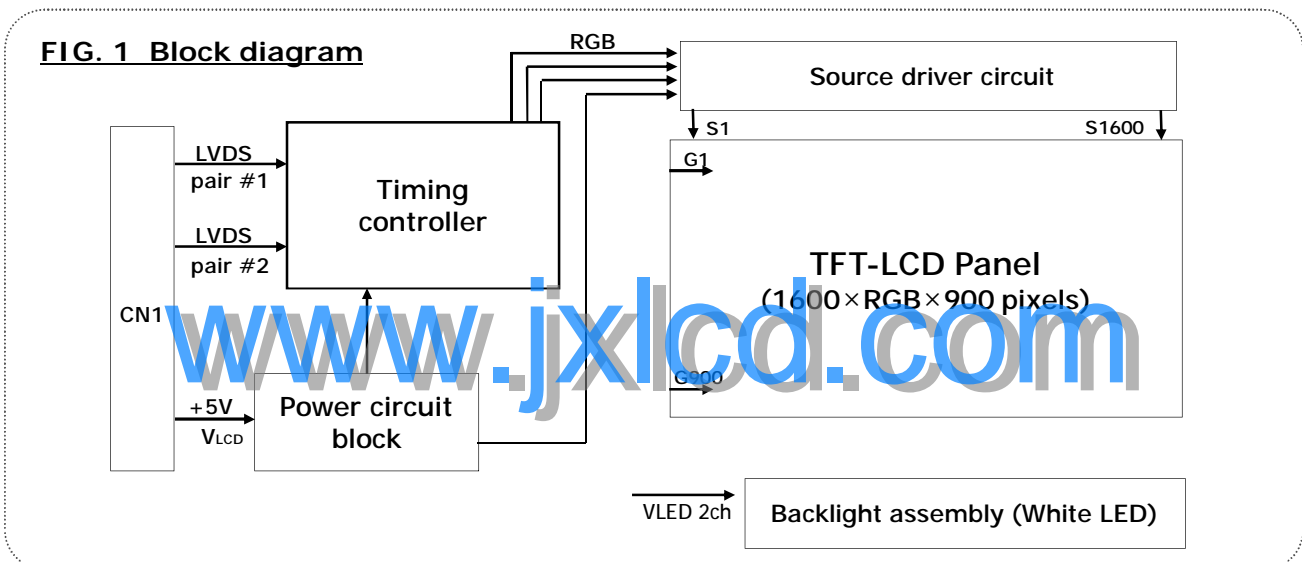 FIG. 1 Block diagram
RGB
Source driver circuit
S1
S1600
CN1
LVDS
pair #1
LVDS
pair #2
Timing
controller
G1
TFT-LCD Panel
(1600×RGB×900 pixels)
www.jxlcd.com
G900
+5V
VLCD
Power circuit
block
VLED 2ch
Backlight assembly (White LED)